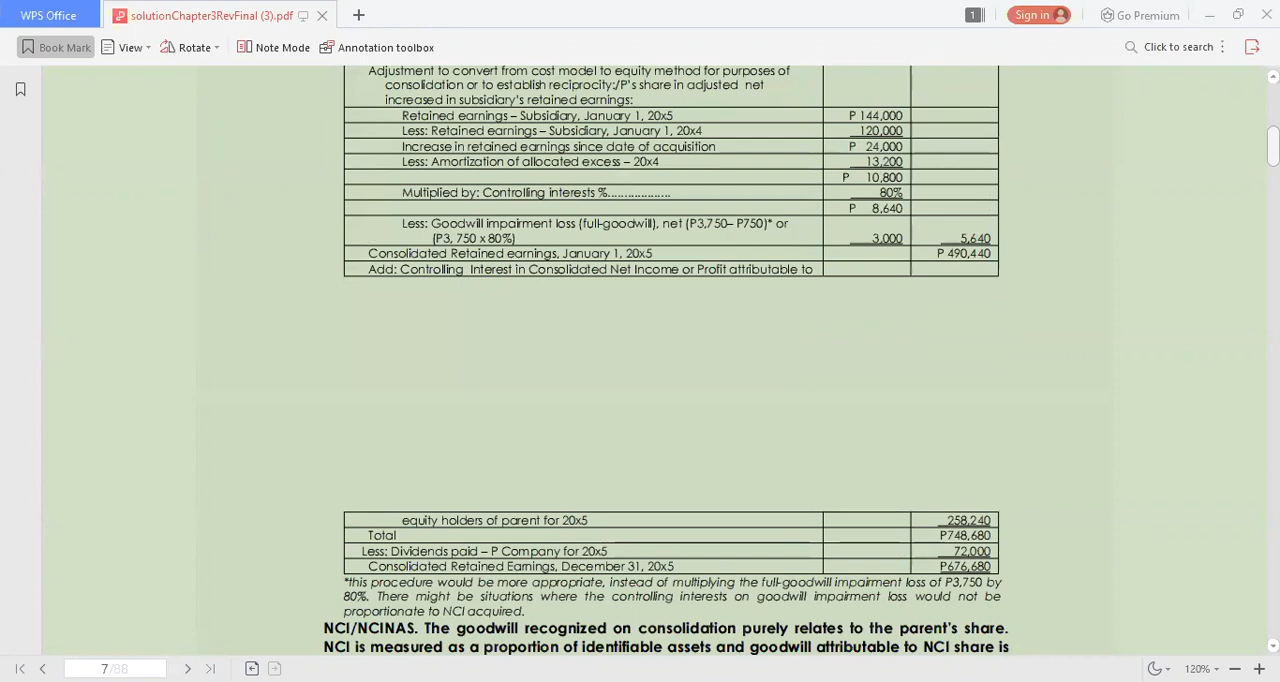 WPS Office
solutionChapter3RevFinal (3).pdf
1
Sign in
Go Premium
Book Mark
View
Rotate
Note Mode
Annotation toolbox
Click to search
Adjustment to convert from cost model to equity method for purposes of
consolidation or to establish reciprocity:/P's share in adjusted net
increased in subsidiary's retained earnings:
Retained earnings – Subsidiary, January 1, 20x5 P 144,000
Less: Retained earnings – Subsidiary, January 1, 20x4 120,000
Increase in retained earnings since date of acquisition P 24,000
Less: Amortization of allocated excess – 20x4 13,200
P 10,800
Multiplied by: Controlling interests %................... 80%
P 8,640
Less: Goodwill impairment loss (full-goodwill), net (P3,750– P750)* or
(P3, 750 x 80%) 3,000 5,640
Consolidated Retained earnings, January 1, 20x5 P 490,440
Add: Controlling Interest in Consolidated Net Income or Profit attributable to
equity holders of parent for 20x5 258,240
Total P748,680
Less: Dividends paid – P Company for 20x5 72,000
Consolidated Retained Earnings, December 31, 20x5 P676,680
*this procedure would be more appropriate, instead of multiplying the full-goodwill impairment loss of P3,750 by
80%. There might be situations where the controlling interests on goodwill impairment loss would not be
proportionate to NCI acquired.
NCI/NCINAS. The goodwill recognized on consolidation purely relates to the parent's share.
NCI is measured as a proportion of identifiable assets and goodwill attributable to NCI share is
7/88
120%